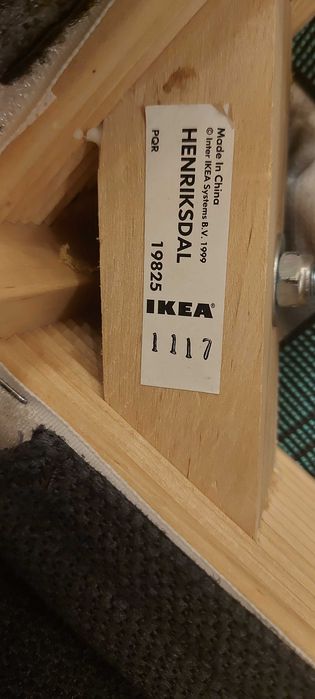 Made In China
© Inter IKEA Systems B.V. 1999
HENRIKSDAL
PQR
19825
IKEA®
1117